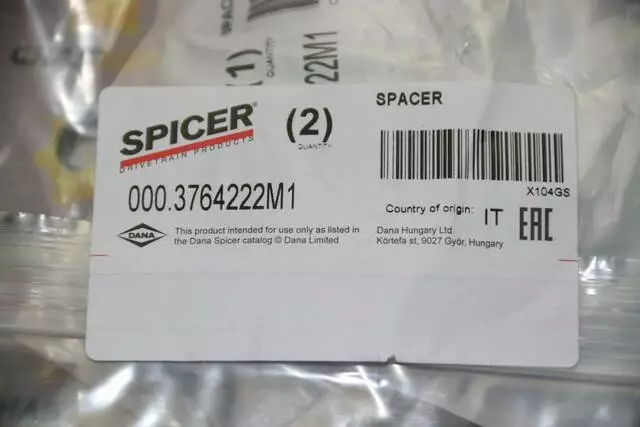 SPAC
(1)
QUANTITY
222M1
SPICER®
DRIVETRAIN PRODUCTS
(2)
QUANTITY
SPACER
X104GS
000.3764222M1
Country of origin: IT
EAC
DANA
This product intended for use only as listed in
the Dana Spicer catalog © Dana Limited
Dana Hungary Ltd.
Körtefa st, 9027 Győr, Hungary